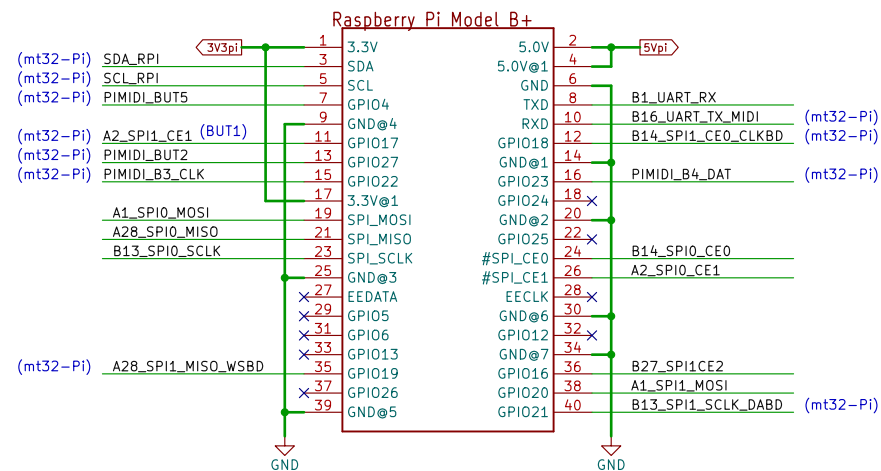 Raspberry Pi Model B+
3V3pi 1 3.3V 5.0V 2 5Vpi
(mt32-Pi) SDA_RPI 3 SDA 5.0V@1 4
(mt32-Pi) SCL_RPI 5 SCL GND 6
(mt32-Pi) PIMIDI_BUT5 7 GPIO4 TXD 8 B1_UART_RX
9 GND@4 RXD 10 B16_UART_TX_MIDI (mt32-Pi)
(mt32-Pi) A2_SPI1_CE1 (BUT1) 11 GPIO17 GPIO18 12 B14_SPI1_CE0_CLKBD (mt32-Pi)
(mt32-Pi) PIMIDI_BUT2 13 GPIO27 GND@1 14
(mt32-Pi) PIMIDI_B3_CLK 15 GPIO22 GPIO23 16 PIMIDI_B4_DAT (mt32-Pi)
17 3.3V@1 GPIO24 18
A1_SPI0_MOSI 19 SPI_MOSI GND@2 20
A28_SPI0_MISO 21 SPI_MISO GPIO25 22
B13_SPI0_SCLK 23 SPI_SCLK #SPI_CE0 24 B14_SPI0_CE0
25 GND@3 #SPI_CE1 26 A2_SPI0_CE1
27 EEDATA EECLK 28
29 GPIO5 GND@6 30
31 GPIO6 GPIO12 32
33 GPIO13 GND@7 34
(mt32-Pi) A28_SPI1_MISO_WSBD 35 GPIO19 GPIO16 36 B27_SPI1CE2
37 GPIO26 GPIO20 38 A1_SPI1_MOSI
39 GND@5 GPIO21 40 B13_SPI1_SCLK_DABD (mt32-Pi)
GND GND